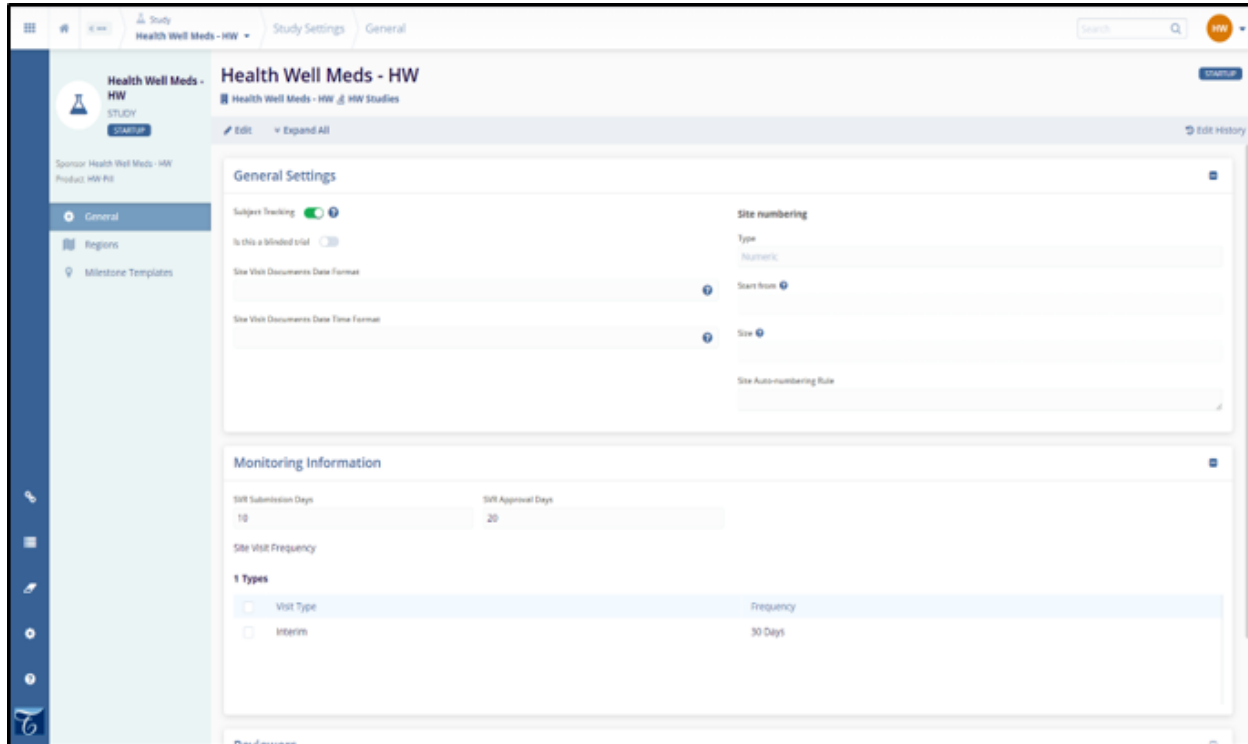 Study
Health Well Meds - HW
Study Settings
General
Search
HW
Health Well Meds - HW
STUDY
STARTUP
Sponsor Health Well Meds - HW
Product HW Pill
General
Regions
Milestone Templates
Health Well Meds - HW
STARTUP
Health Well Meds - HW HW Studies
Edit
Expand All
Edit History
General Settings
Subject Tracking
Is this a blinded trial
Site Visit Documents Date Format
Site Visit Documents Date Time Format
Site numbering
Type
Numeric
Start from
Size
Site Auto-numbering Rule
Monitoring Information
SVR Submission Days
SVR Approval Days
10
20
Site Visit Frequency
1 Types
Visit Type
Frequency
Interim
30 Days
Reviewers